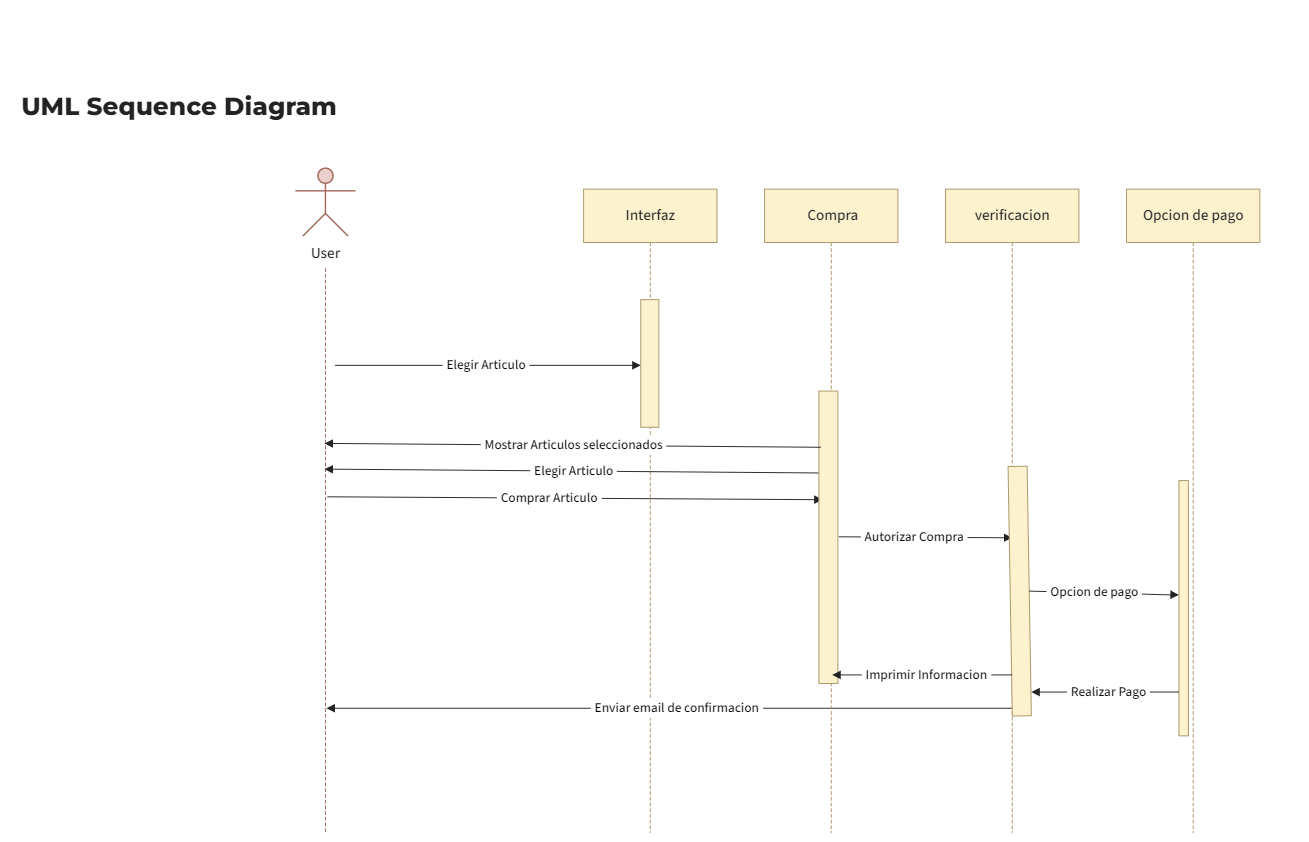 UML Sequence Diagram
User
Interfaz
Compra
verificacion
Opcion de pago
Elegir Articulo
Mostrar Articulos seleccionados
Elegir Articulo
Comprar Articulo
Autorizar Compra
Opcion de pago
Imprimir Informacion
Realizar Pago
Enviar email de confirmacion